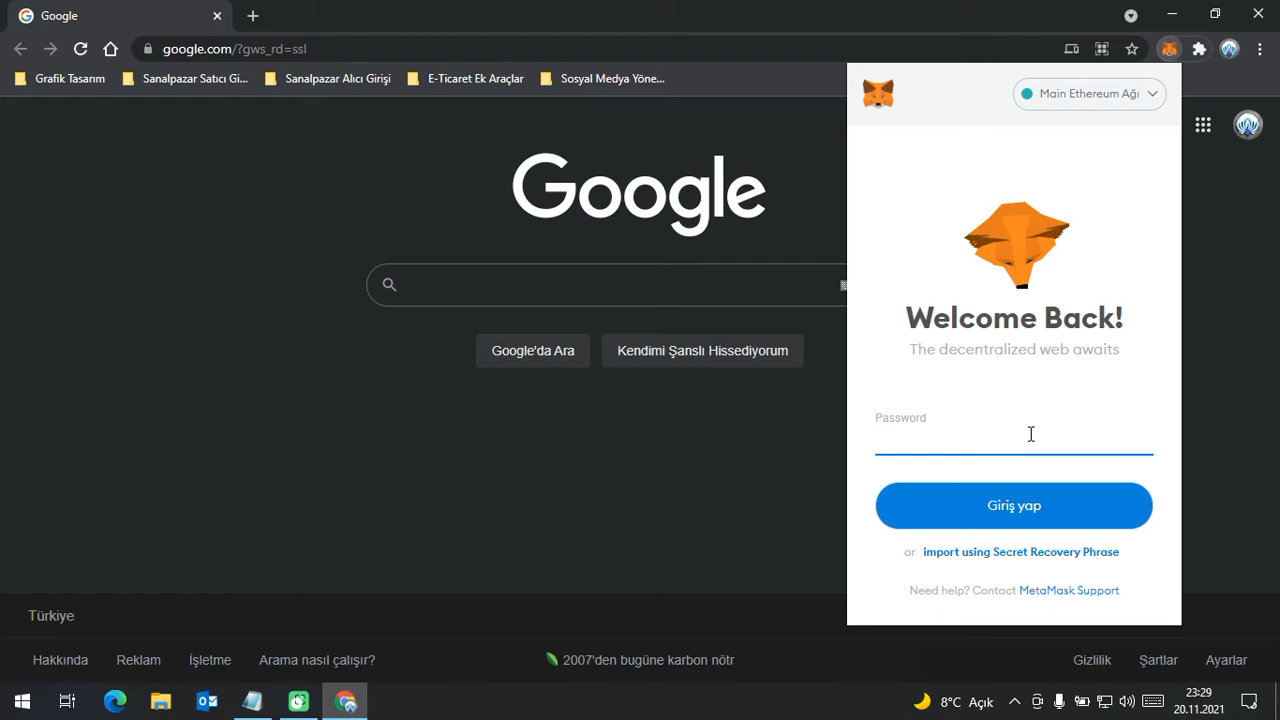 Google
google.com/?gws_rd=ssl
Grafik Tasarım
Sanalpazar Satıcı Gi...
Sanalpazar Alıcı Girişi
E-Ticaret Ek Araçlar
Sosyal Medya Yöne...
Main Ethereum Ağı
Google
Google'da Ara
Kendimi Şanslı Hissediyorum
Welcome Back!
The decentralized web awaits
Password
Giriş yap
or import using Secret Recovery Phrase
Need help? Contact MetaMask Support
Türkiye
Hakkında
Reklam
İşletme
Arama nasıl çalışır?
2007'den bugüne karbon nötr
Gizlilik
Şartlar
Ayarlar
8°C Açık
23:29
20.11.2021